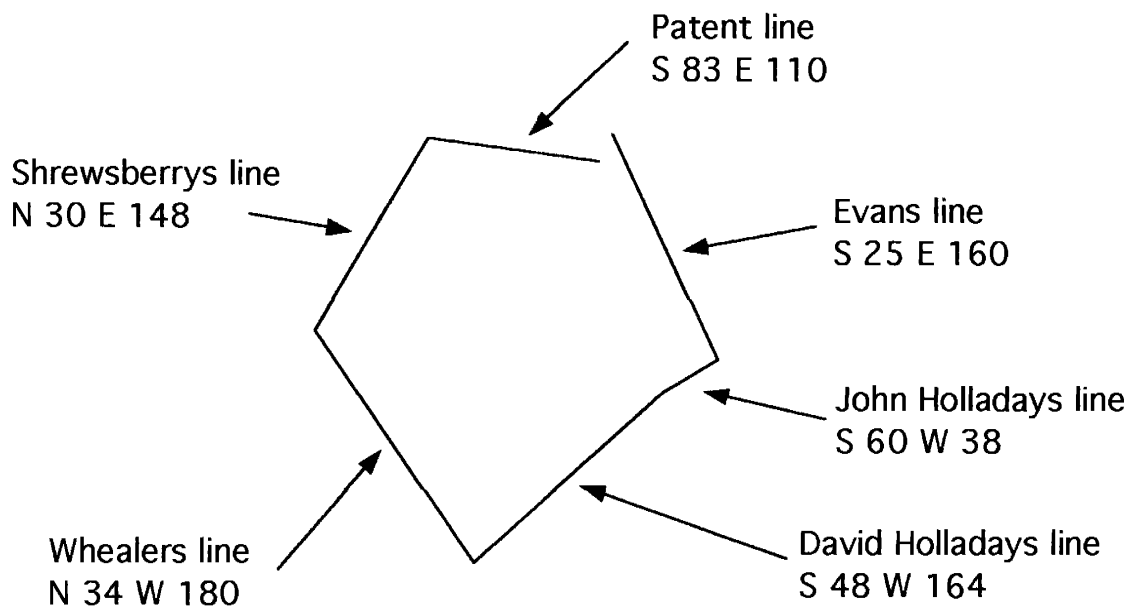 Patent line
S 83 E 110
Shrewsberrys line
N 30 E 148
Evans line
S 25 E 160
John Holladays line
S 60 W 38
David Holladays line
S 48 W 164
Whealers line
N 34 W 180